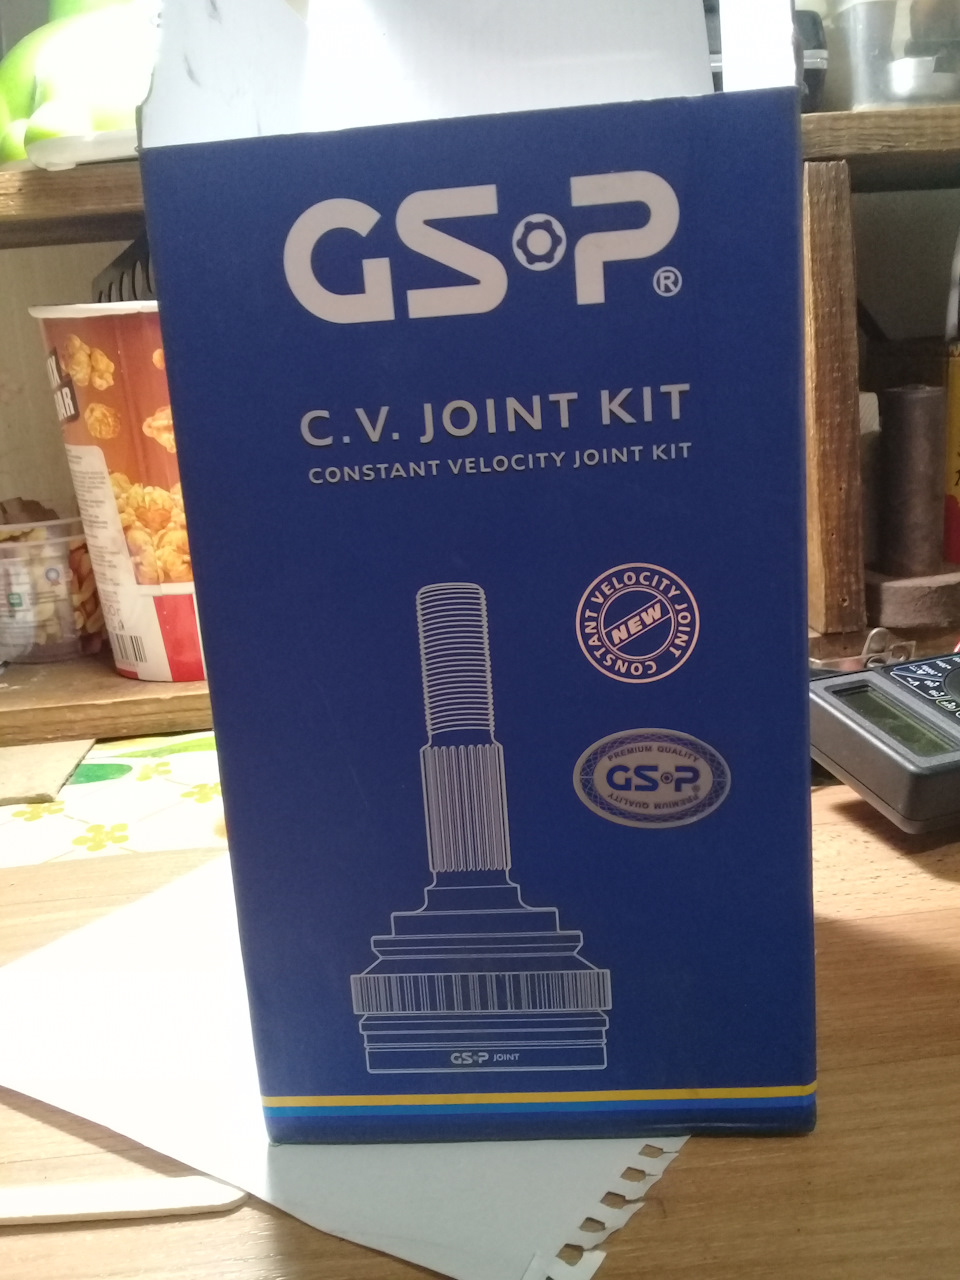 GS P®
C.V. JOINT KIT
CONSTANT VELOCITY JOINT KIT
CONSTANT VELOCITY JOINT
NEW
PREMIUM QUALITY
GS P®
PREMIUM QUALITY
GS P JOINT